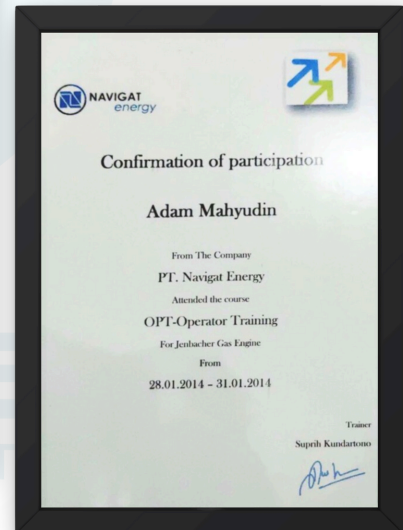 NAVIGAT
energy
Confirmation of participation
Adam Mahyudin
From The Company
PT. Navigat Energy
Attended the course
OPT-Operator Training
For Jenbacher Gas Engine
From
28.01.2014 – 31.01.2014
Trainer
Suprih Kundartono